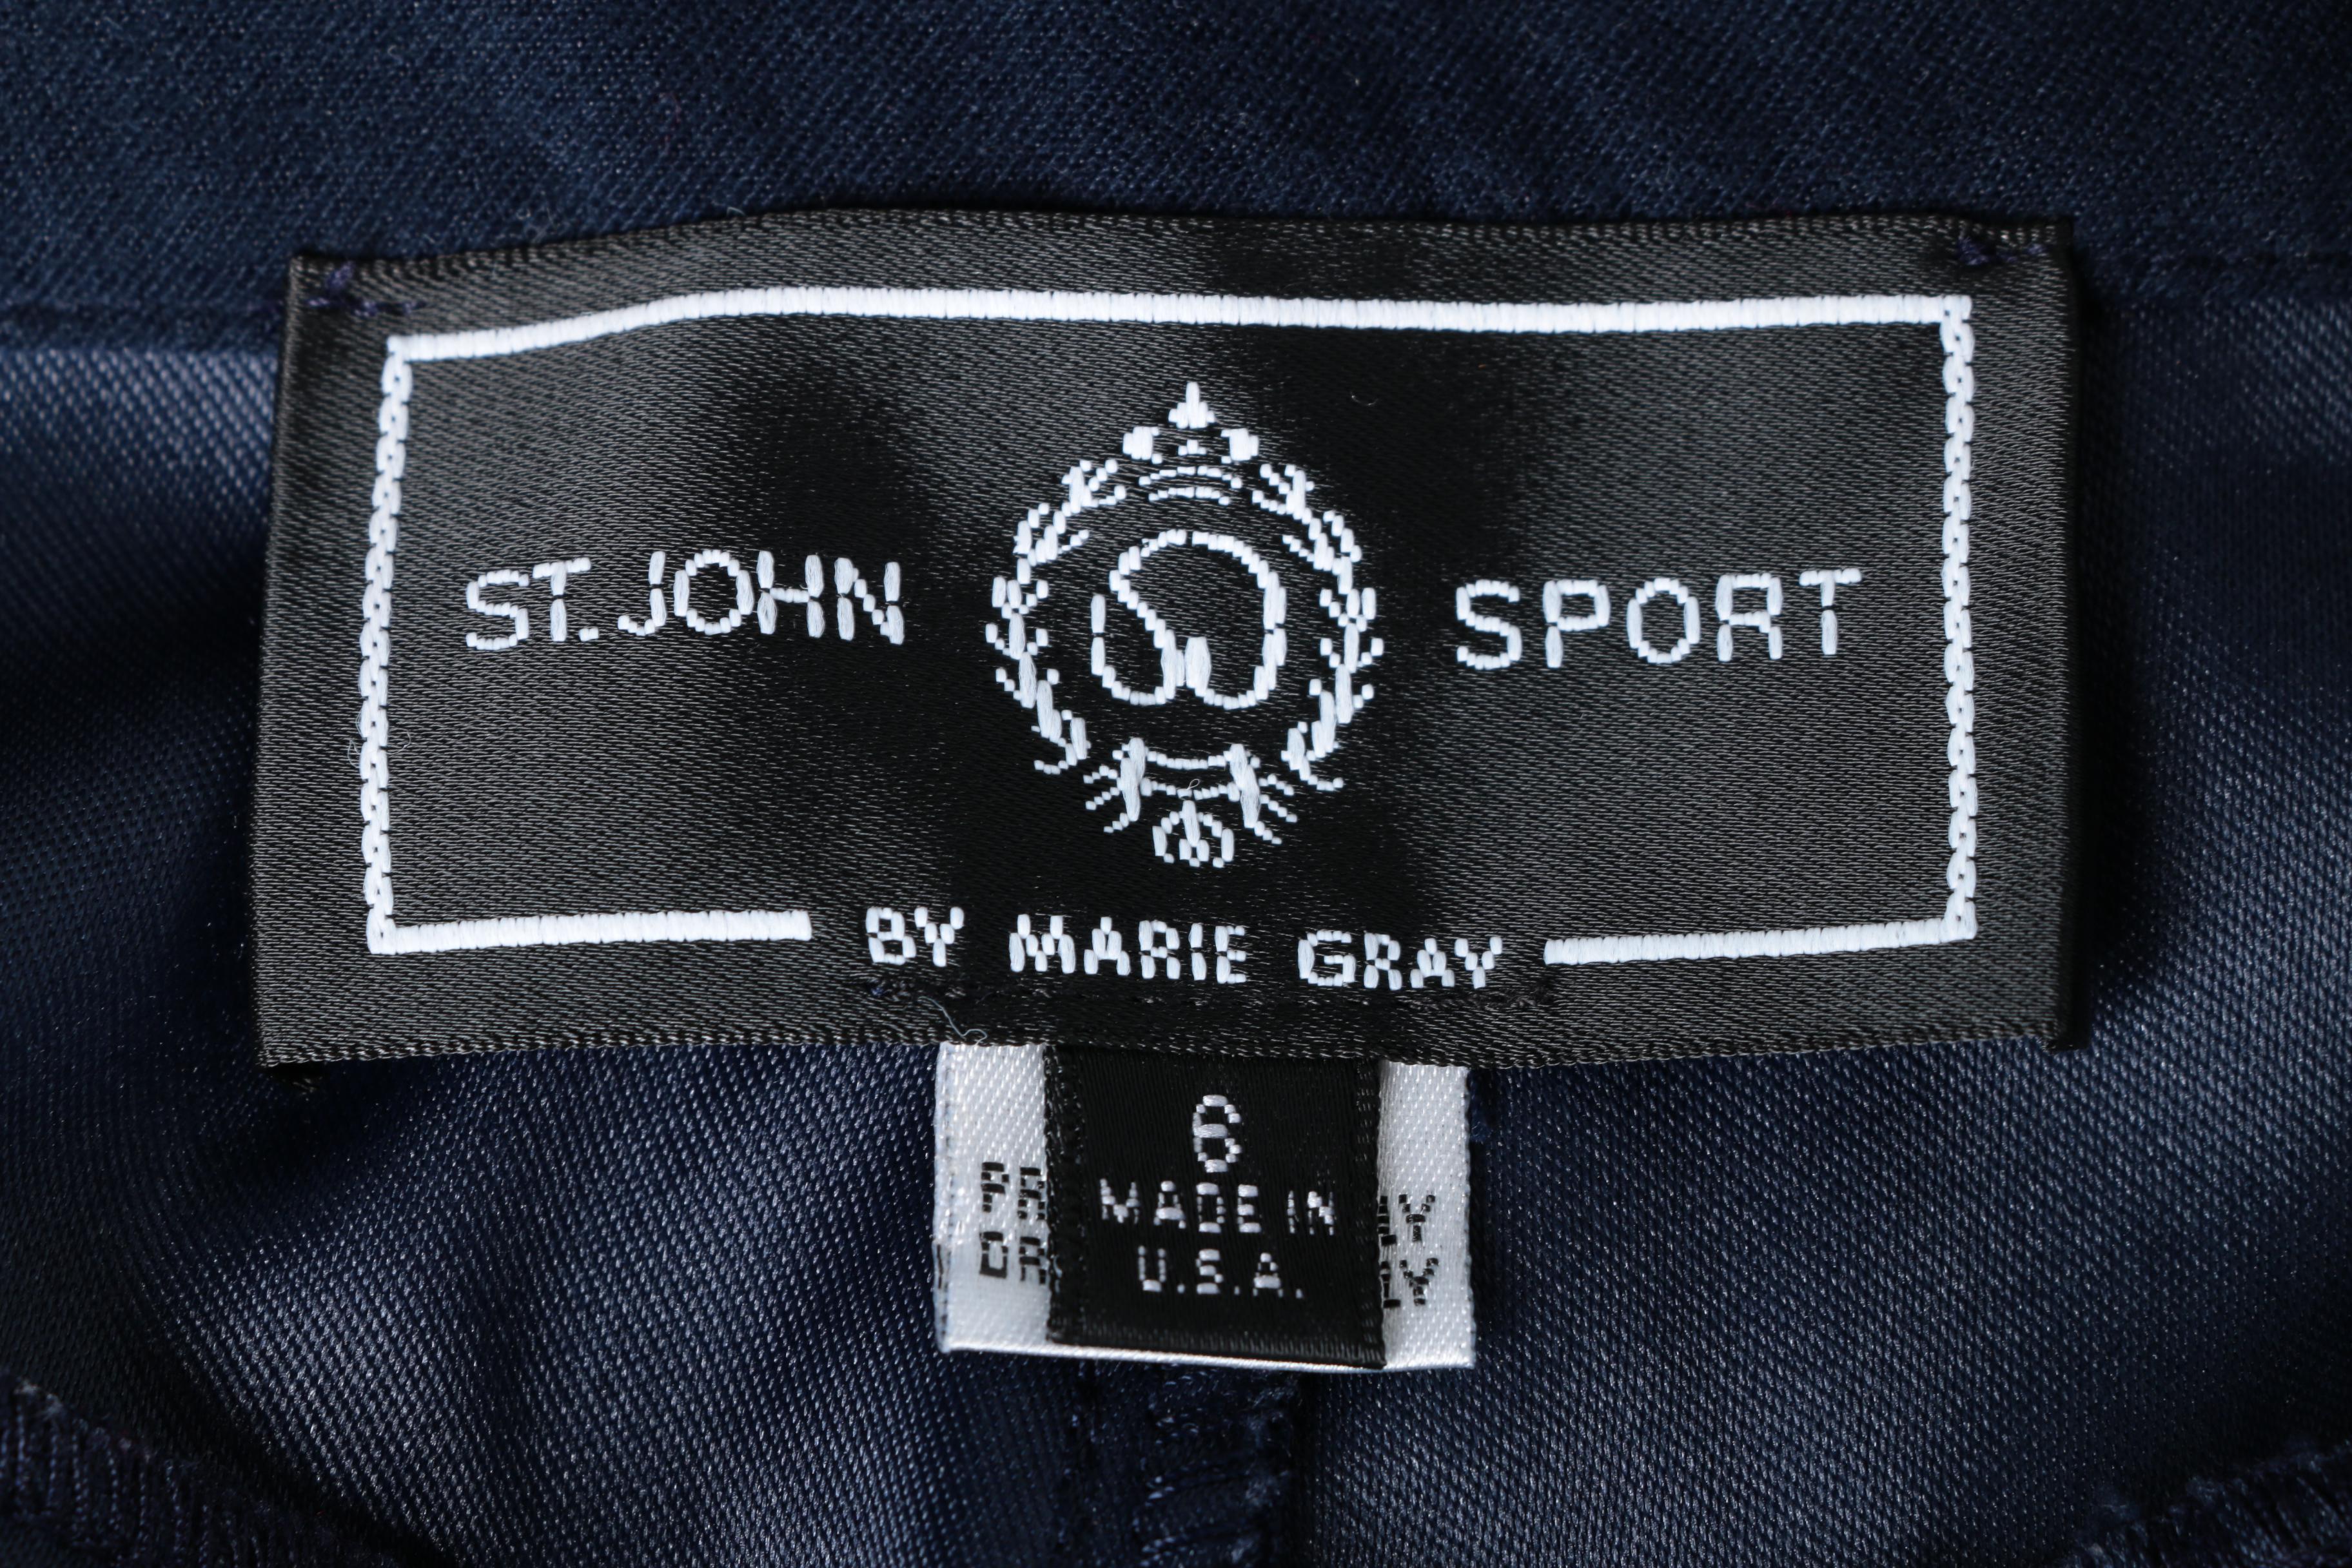 ST. JOHN SPORT
BY MARIE GRAY
6
MADE IN
U.S.A.